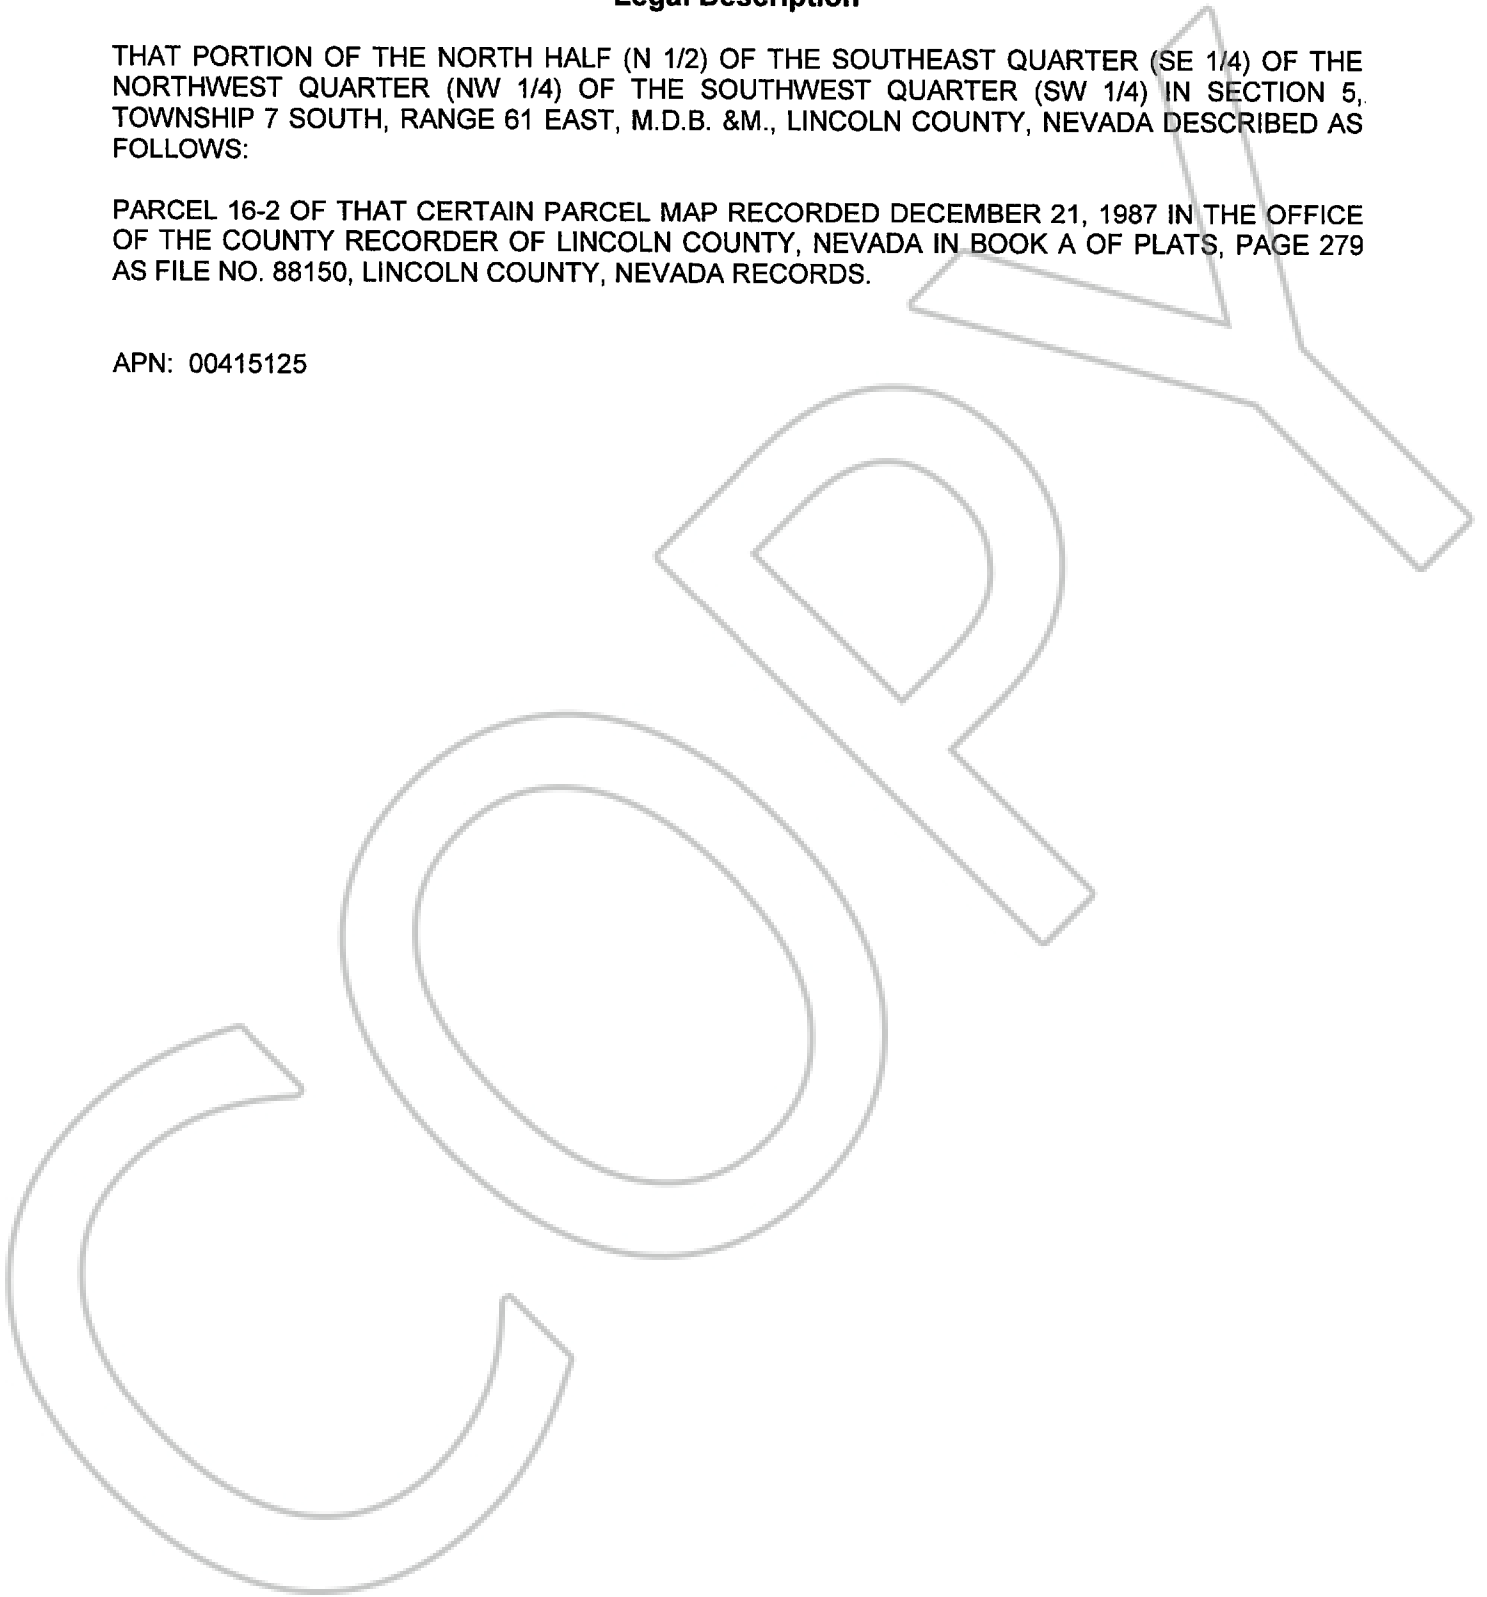 Legal Description
THAT PORTION OF THE NORTH HALF (N 1/2) OF THE SOUTHEAST QUARTER (SE 1/4) OF THE
NORTHWEST QUARTER (NW 1/4) OF THE SOUTHWEST QUARTER (SW 1/4) IN SECTION 5,
TOWNSHIP 7 SOUTH, RANGE 61 EAST, M.D.B. &M., LINCOLN COUNTY, NEVADA DESCRIBED AS
FOLLOWS:
PARCEL 16-2 OF THAT CERTAIN PARCEL MAP RECORDED DECEMBER 21, 1987 IN THE OFFICE
OF THE COUNTY RECORDER OF LINCOLN COUNTY, NEVADA IN BOOK A OF PLATS, PAGE 279
AS FILE NO. 88150, LINCOLN COUNTY, NEVADA RECORDS.
APN: 00415125
COPY